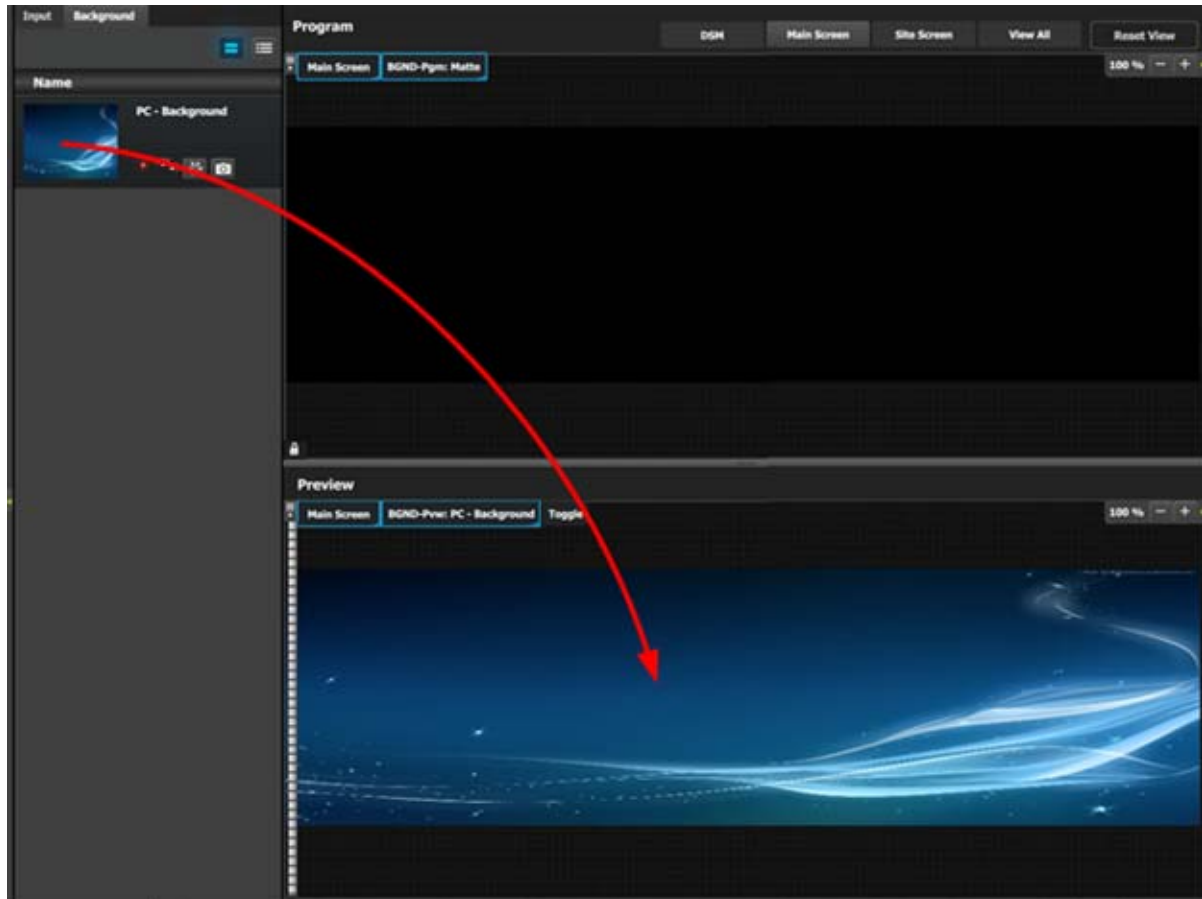 Input Background
Name
PC - Background
Program
DSM Main Screen Site Screen View All Reset View
Main Screen BGND-Pgm: Matte
100 % − +
Preview
Main Screen BGND-Pvw: PC - Background Toggle
100 % − +